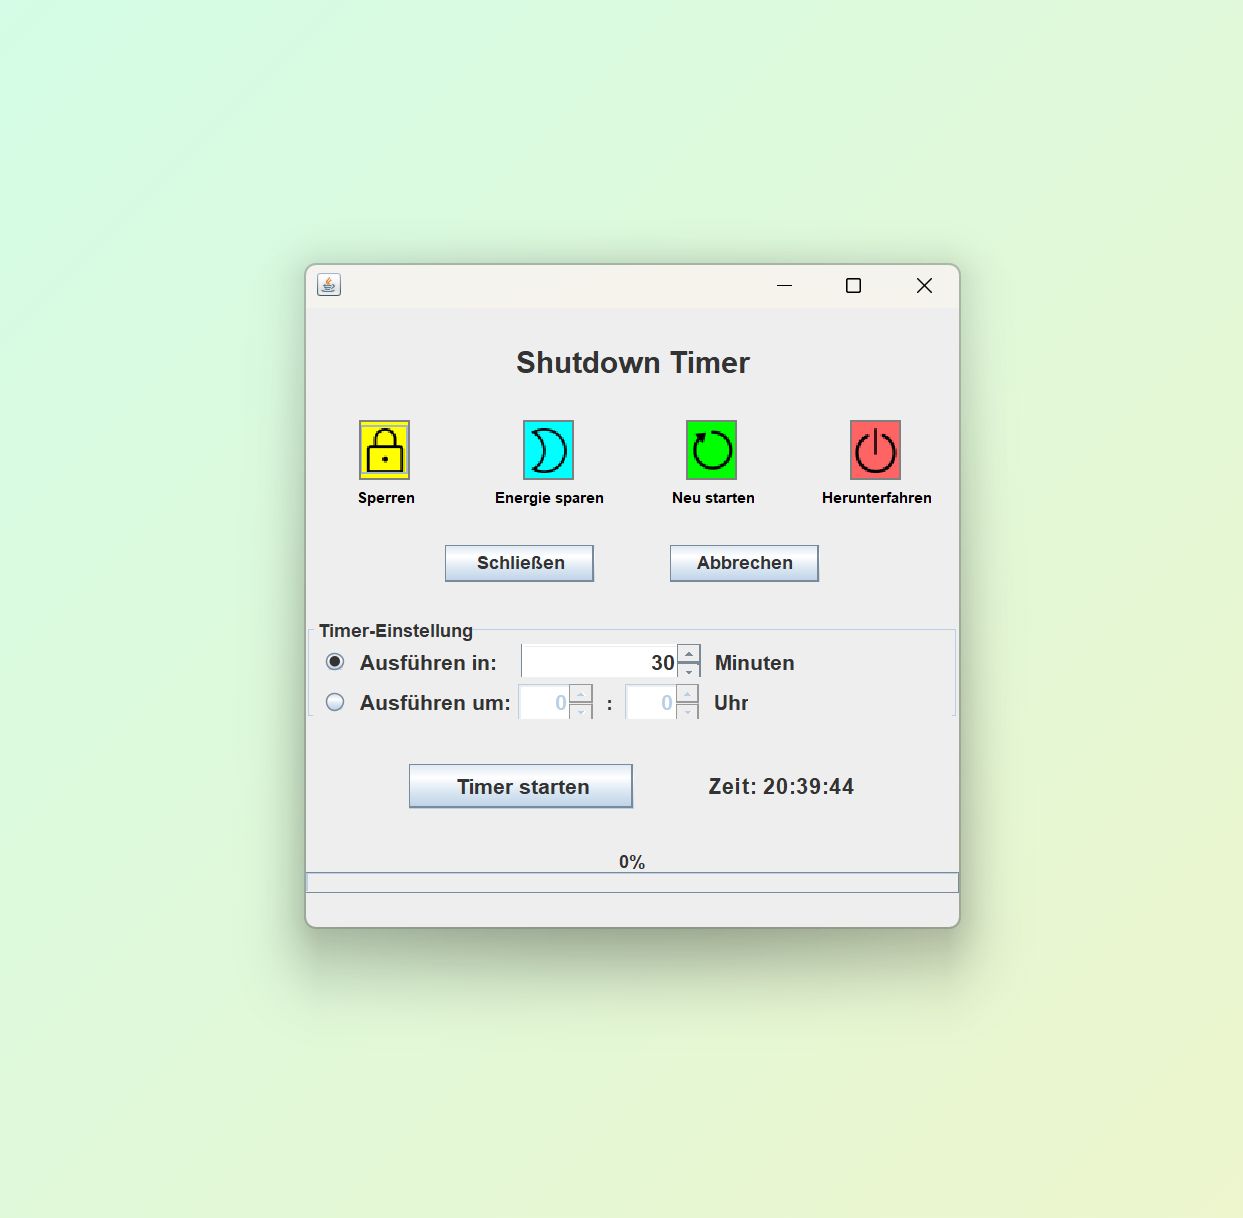 Shutdown Timer
Sperren
Energie sparen
Neu starten
Herunterfahren
Schließen
Abbrechen
Timer-Einstellung
Ausführen in: 30 Minuten
Ausführen um: 0 : 0 Uhr
Timer starten
Zeit: 20:39:44
0%